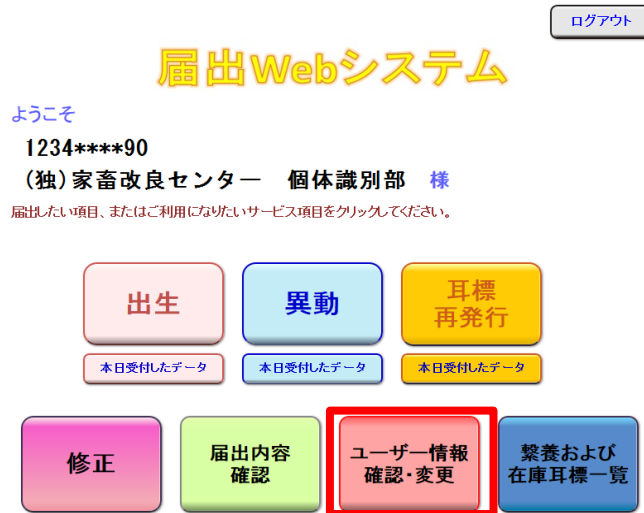 ログアウト
届出Webシステム
ようこそ
1234****90
(独)家畜改良センター　個体識別部　様
届出したい項目、またはご利用になりたいサービス項目をクリックしてください。
出生
異動
耳標
再発行
本日受付したデータ
本日受付したデータ
本日受付したデータ
修正
届出内容
確認
ユーザー情報
確認・変更
繋養および
在庫耳標一覧